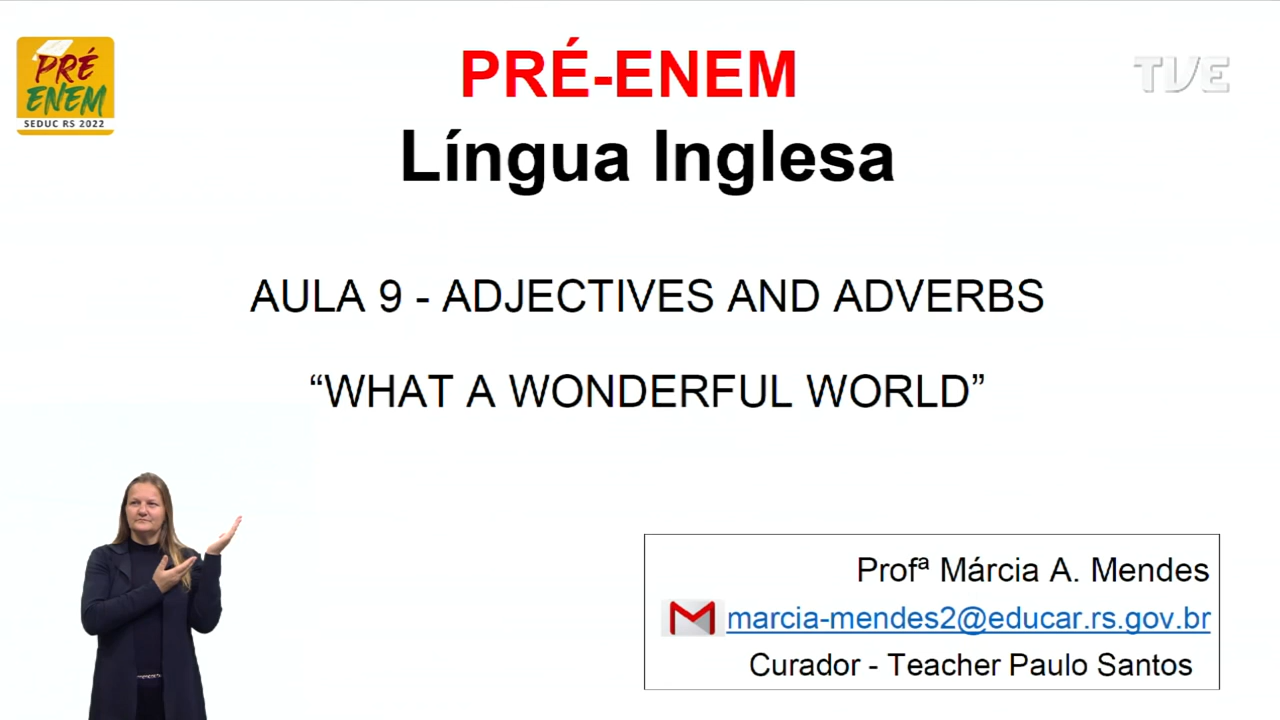 PRÉ
ENEM
SEDUC RS 2022
PRÉ-ENEM
TVE
Língua Inglesa
AULA 9 - ADJECTIVES AND ADVERBS
“WHAT A WONDERFUL WORLD”
Profª Márcia A. Mendes
marcia-mendes2@educar.rs.gov.br
Curador - Teacher Paulo Santos